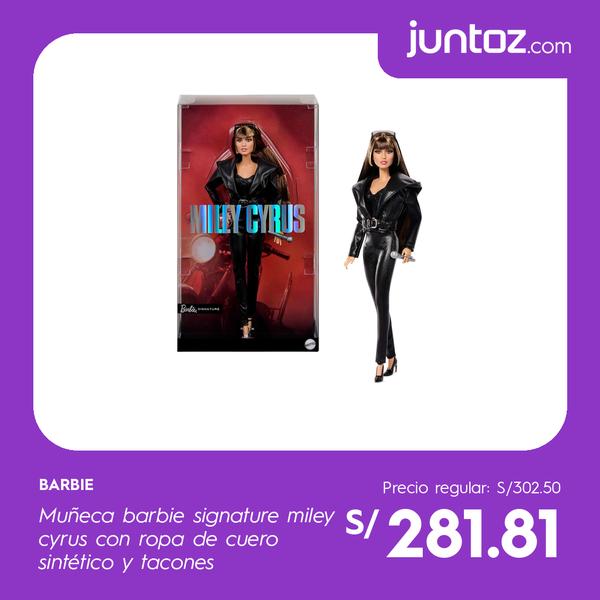 juntoz.com
MILEY CYRUS
Barbie SIGNATURE
BARBIE
Precio regular: S/302.50
Muñeca barbie signature miley
cyrus con ropa de cuero
sintético y tacones
S/ 281.81